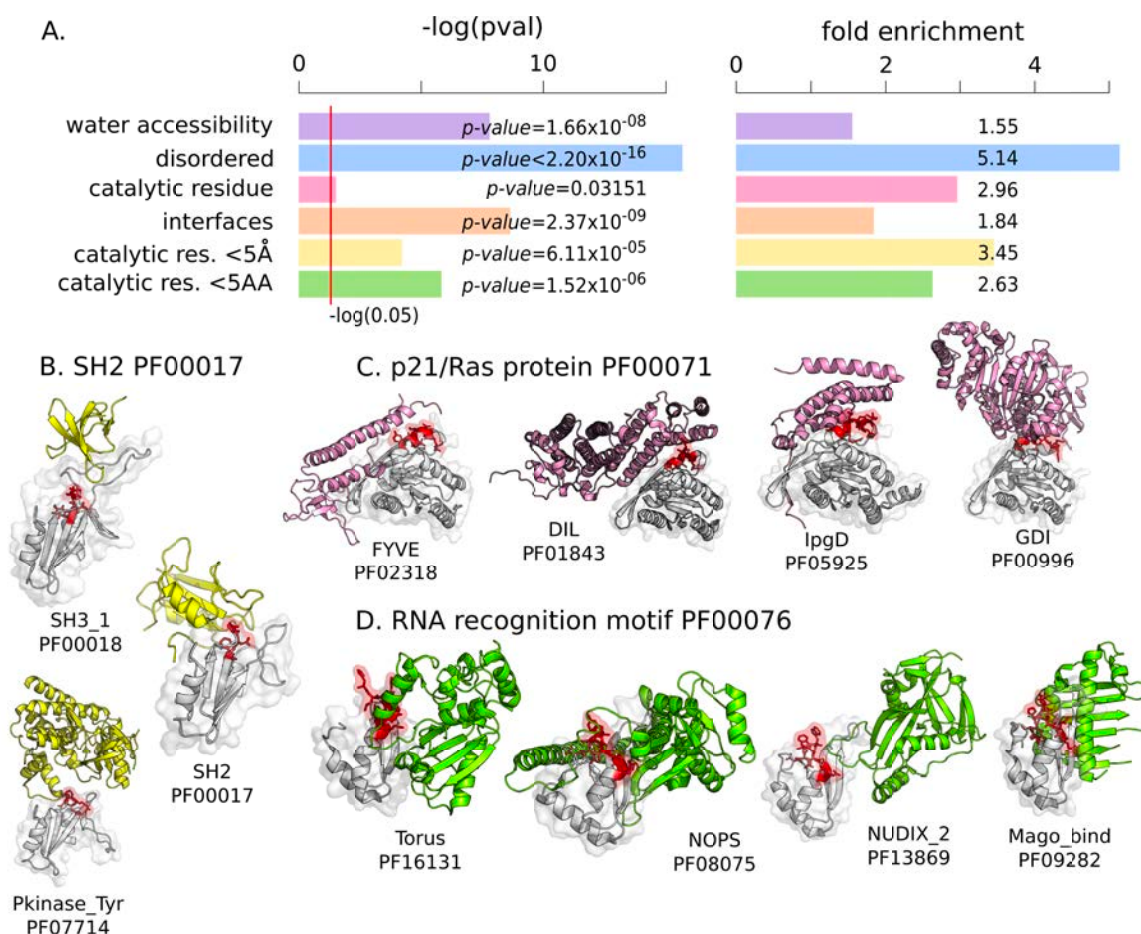 A.
-log(pval)
fold enrichment
0 10
0 2 4
water accessibility p-value=1.66x10-08 1.55
disordered p-value<2.20x10-16 5.14
catalytic residue p-value=0.03151 2.96
interfaces p-value=2.37x10-09 1.84
catalytic res. <5Å p-value=6.11x10-05 3.45
catalytic res. <5AA p-value=1.52x10-06 2.63
-log(0.05)
B. SH2 PF00017
SH3_1
PF00018
SH2
PF00017
Pkinase_Tyr
PF07714
C. p21/Ras protein PF00071
FYVE
PF02318
DIL
PF01843
IpgD
PF05925
GDI
PF00996
D. RNA recognition motif PF00076
Torus
PF16131
NOPS
PF08075
NUDIX_2
PF13869
Mago_bind
PF09282